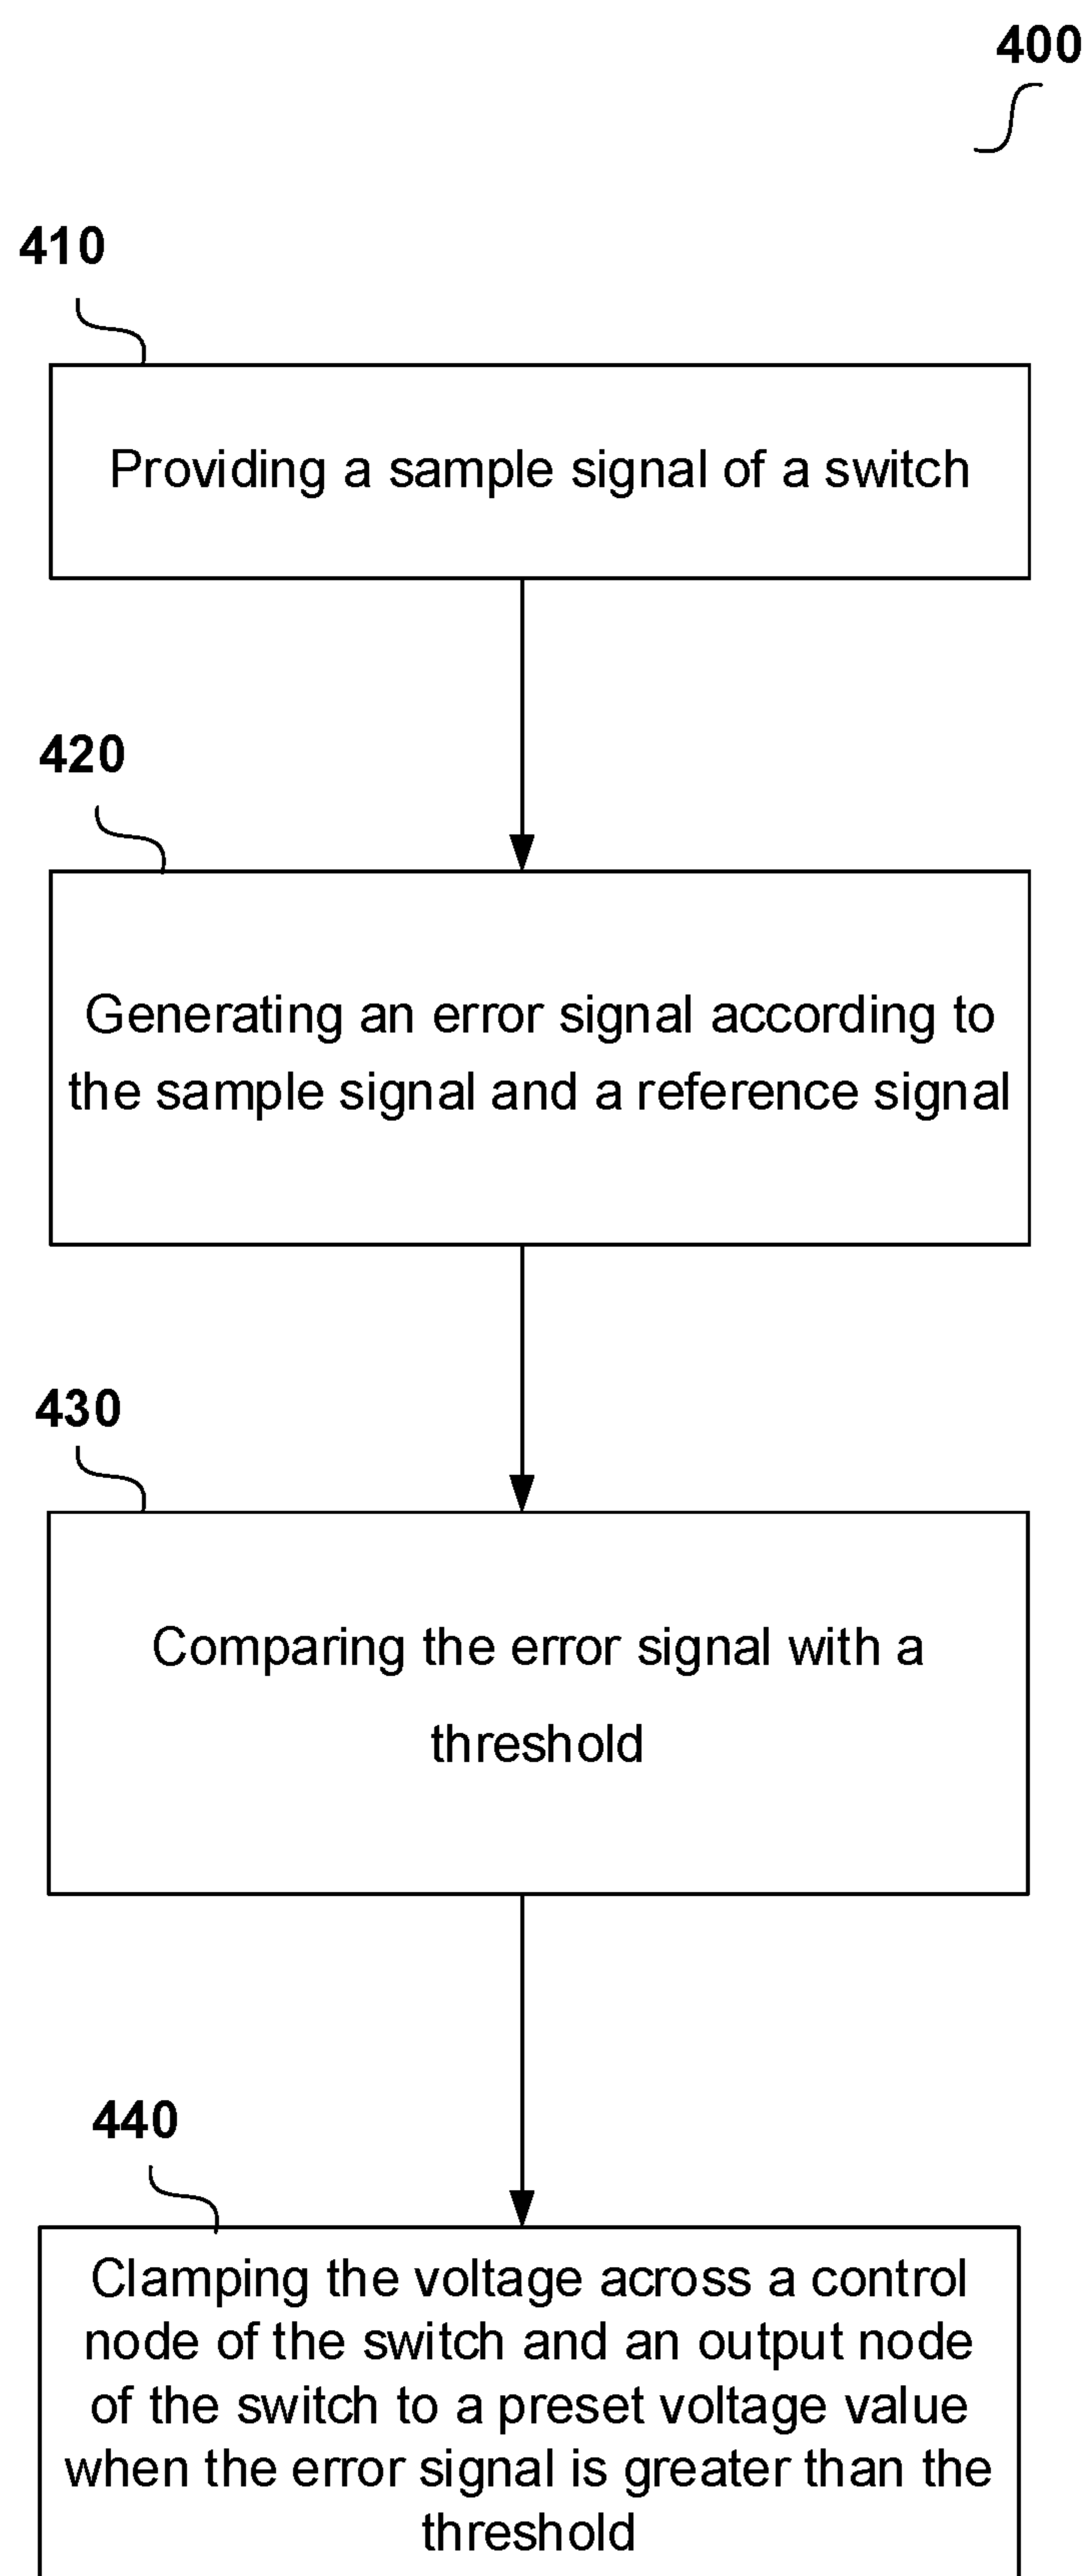 400
410
Providing a sample signal of a switch
420
Generating an error signal according to
the sample signal and a reference signal
430
Comparing the error signal with a
threshold
440
Clamping the voltage across a control
node of the switch and an output node
of the switch to a preset voltage value
when the error signal is greater than the
threshold